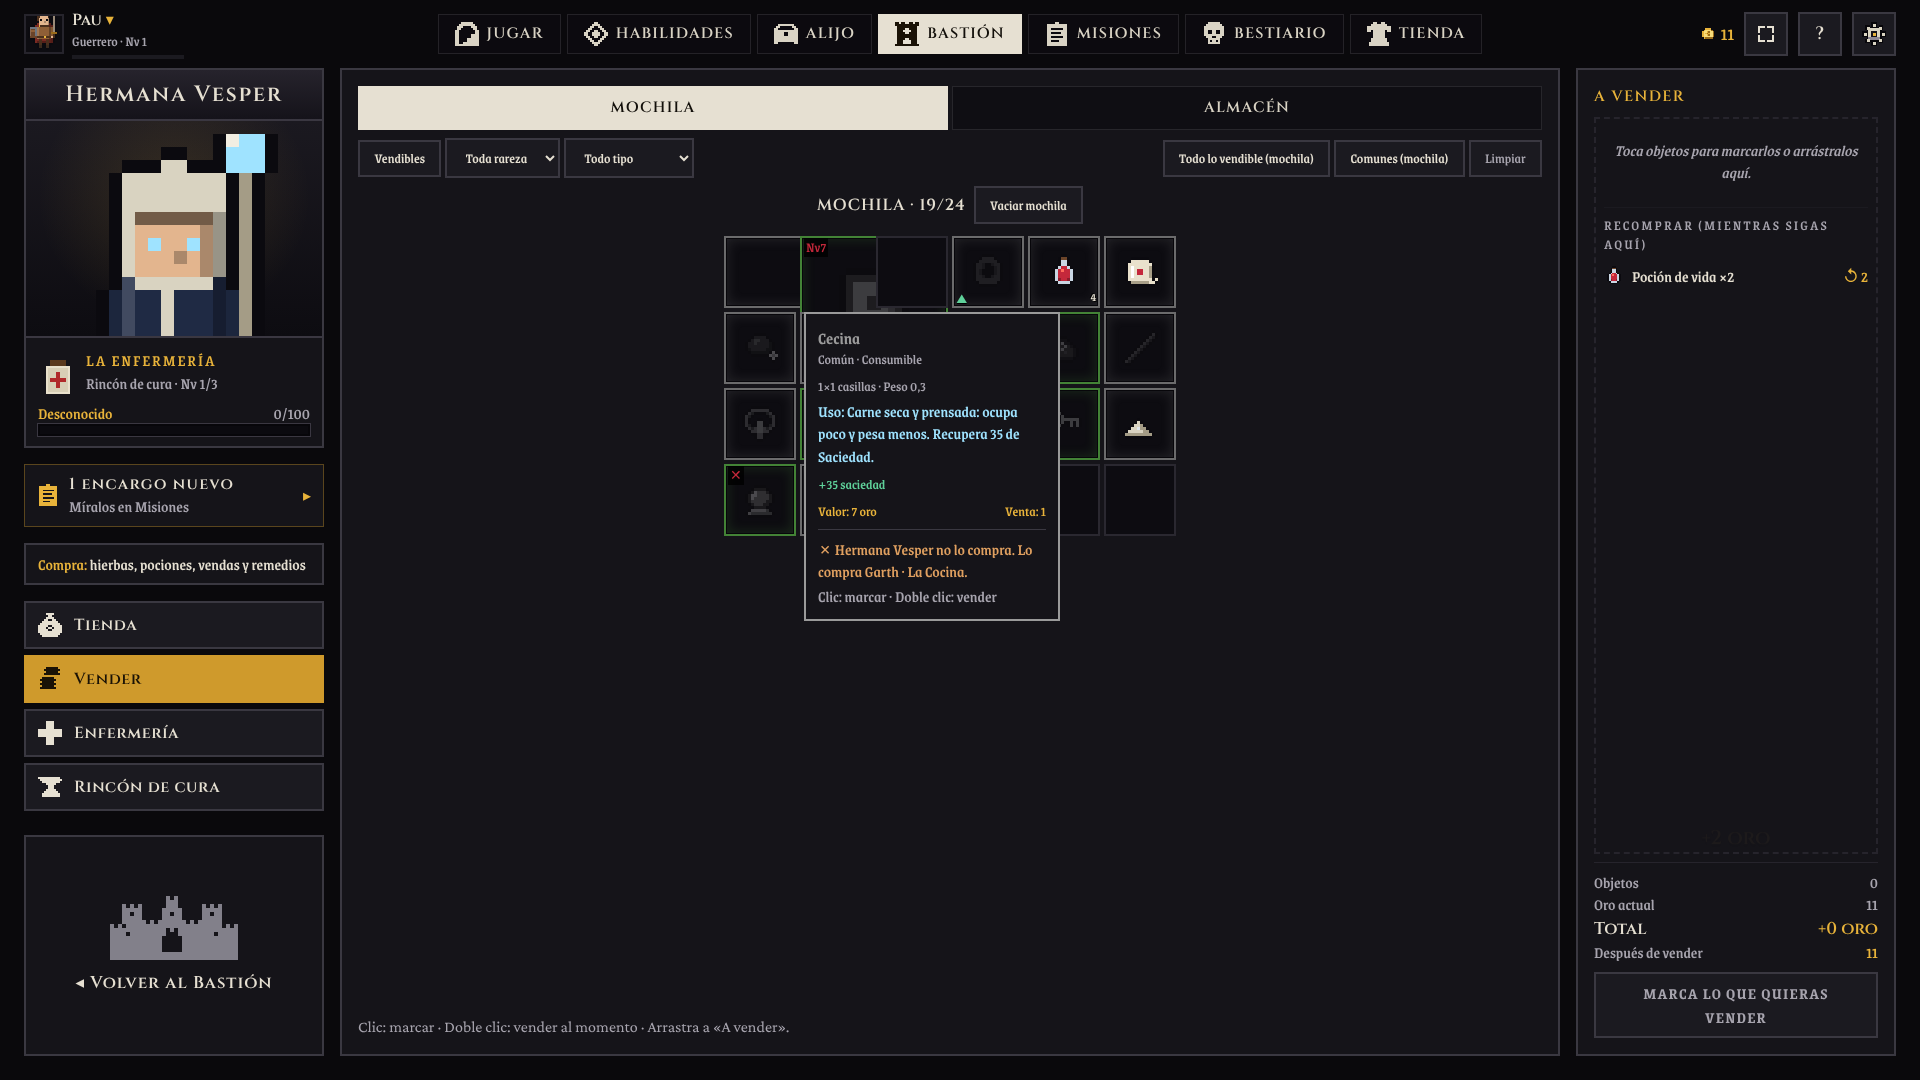 Pau ▾
Guerrero · Nv 1
JUGAR
HABILIDADES
ALIJO
BASTIÓN
MISIONES
BESTIARIO
TIENDA
11
?
Hermana Vesper
LA ENFERMERÍA
Rincón de cura · Nv 1/3
Desconocido 0/100
1 encargo nuevo
Míralos en Misiones
▸
Compra: hierbas, pociones, vendas y remedios
Tienda
Vender
Enfermería
Rincón de cura
◂ Volver al Bastión
MOCHILA
ALMACÉN
Vendibles
Toda rareza
Todo tipo
Todo lo vendible (mochila)
Comunes (mochila)
Limpiar
MOCHILA · 19/24
Vaciar mochila
Nv7
4
✕
Cecina
Común · Consumible
1×1 casillas · Peso 0,3
Uso: Carne seca y prensada: ocupa
poco y pesa menos. Recupera 35 de
Saciedad.
+35 saciedad
Valor: 7 oro Venta: 1
✕ Hermana Vesper no lo compra. Lo
compra Garth · La Cocina.
Clic: marcar · Doble clic: vender
Clic: marcar · Doble clic: vender al momento · Arrastra a «A vender».
A VENDER
Toca objetos para marcarlos o arrástralos
aquí.
RECOMPRAR (MIENTRAS SIGAS
AQUÍ)
Poción de vida ×2 2
+2 ORO
Objetos 0
Oro actual 11
Total +0 oro
Después de vender 11
MARCA LO QUE QUIERAS
VENDER